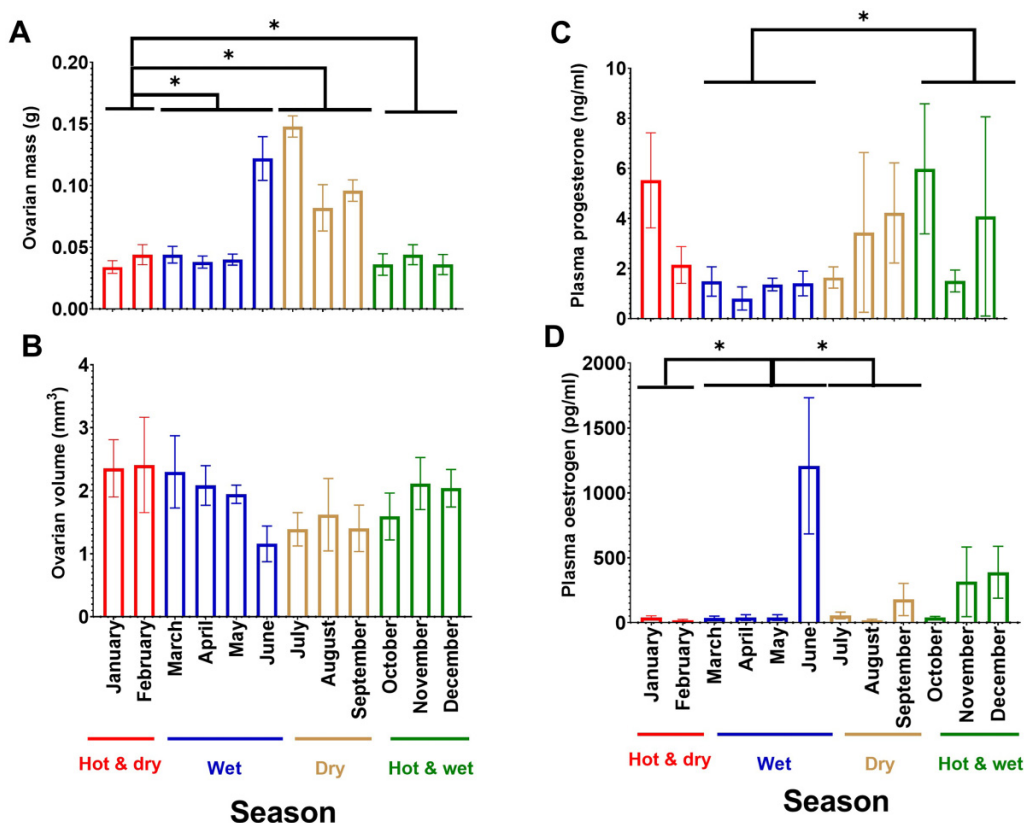 A
Ovarian mass (g)
0.20
0.15
0.10
0.05
0.00
*
*
*
B
Ovarian volume (mm³)
4
3
2
1
0
January
February
March
April
May
June
July
August
September
October
November
December
Hot & dry
Wet
Dry
Hot & wet
Season
C
Plasma progesterone (ng/ml)
10
8
6
4
2
0
*
D
Plasma oestrogen (pg/ml)
2000
1500
1000
500
0
*
*
January
February
March
April
May
June
July
August
September
October
November
December
Hot & dry
Wet
Dry
Hot & wet
Season